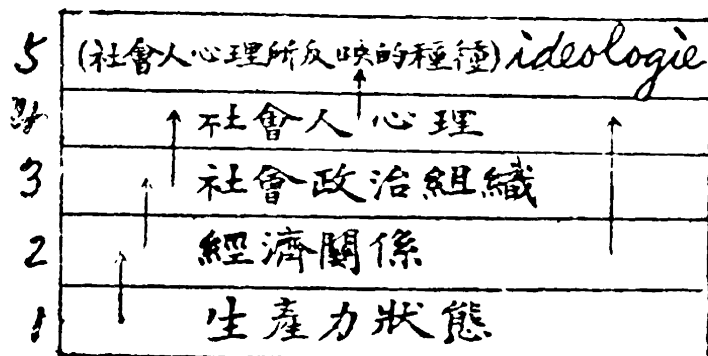 5 (社會人心理所反映的種種) ideologie
4 社會人心理
3 社會政治組織
2 經濟關係
1 生產力狀態